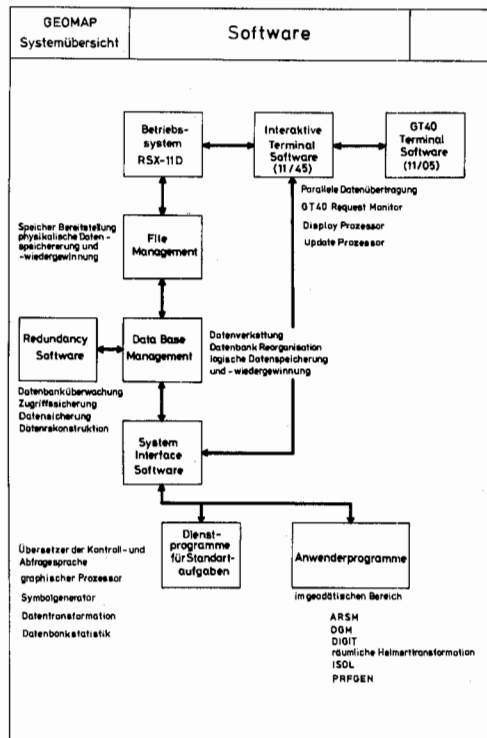 GEOMAP
Systemübersicht
Software
Betriebs-
system
RSX-11D
Interaktive
Terminal
Software
(11/45)
GT40
Terminal
Software
(11/05)
Parallele Datenübertragung
GT40 Request Monitor
Display Prozessor
Update Prozessor
Speicher Bereitstellung
physikalische Daten-
speichererung und
-wiedergewinnung
File
Management
Redundancy
Software
Data Base
Management
Datenverkettung
Datenbank Reorganisation
logische Datenspeicherung
und -wiedergewinnung
Datenbanküberwachung
Zugriffssicherung
Datensicherung
Datenrekonstruktion
System
Interface
Software
Dienst-
programme
für Standart-
aufgaben
Anwenderprogramme
Übersetzer der Kontroll- und
Abfragesprache
graphischer Prozessor
Symbolgenerator
Datentransformation
Datenbankstatistik
im geodätischen Bereich
ARSM
DGM
DIGIT
räumliche Helmerttransformation
ISOL
PRFGEN